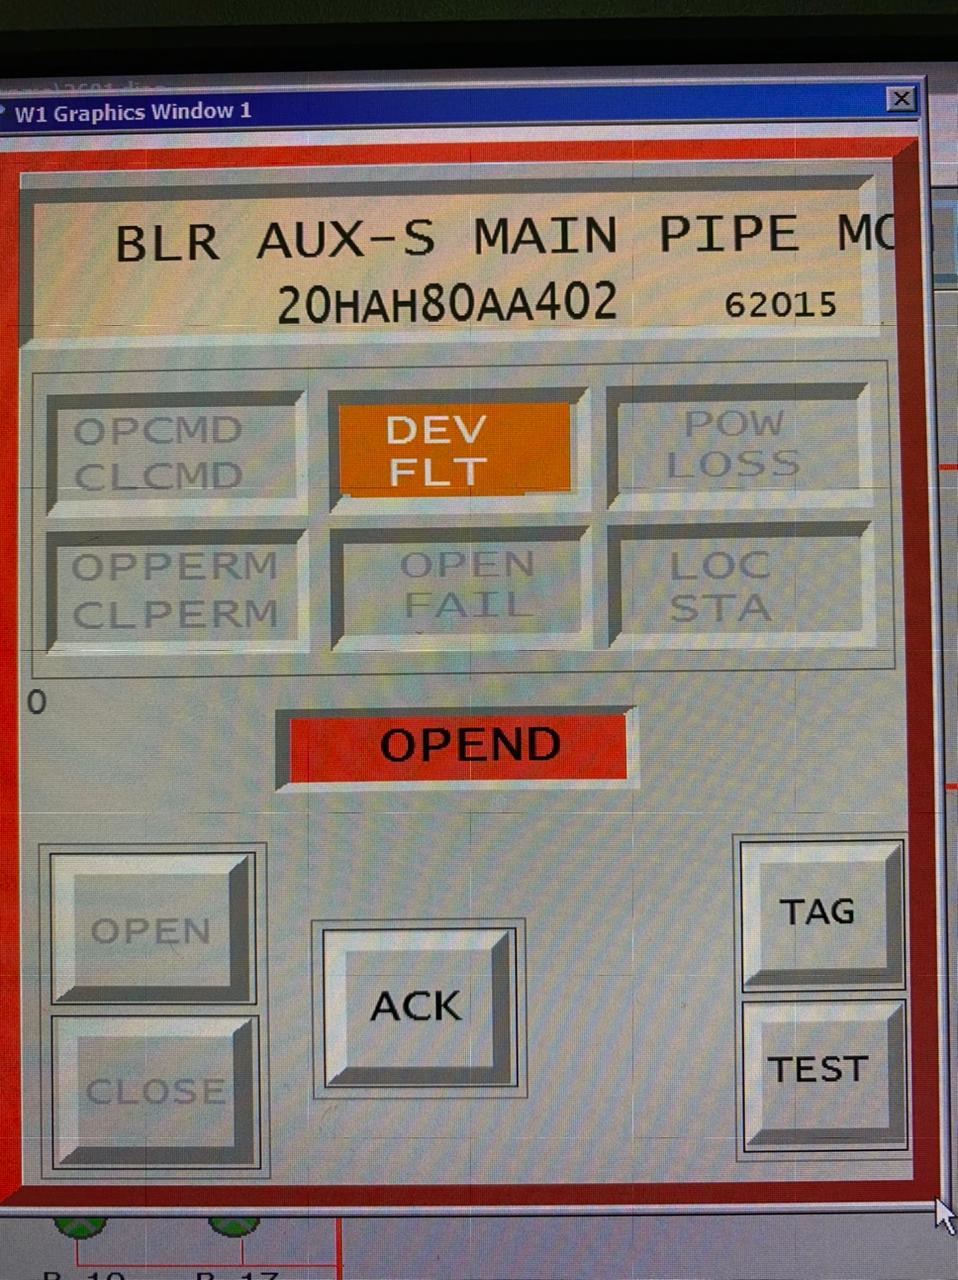 W1 Graphics Window 1
BLR AUX-S MAIN PIPE
20HAH80AA402 62015
OPCMD
CLCMD
DEV
FLT
POW
LOSS
OPPERM
CLPERM
OPEN
FAIL
LOC
STA
0
OPEND
OPEN
CLOSE
ACK
TAG
TEST